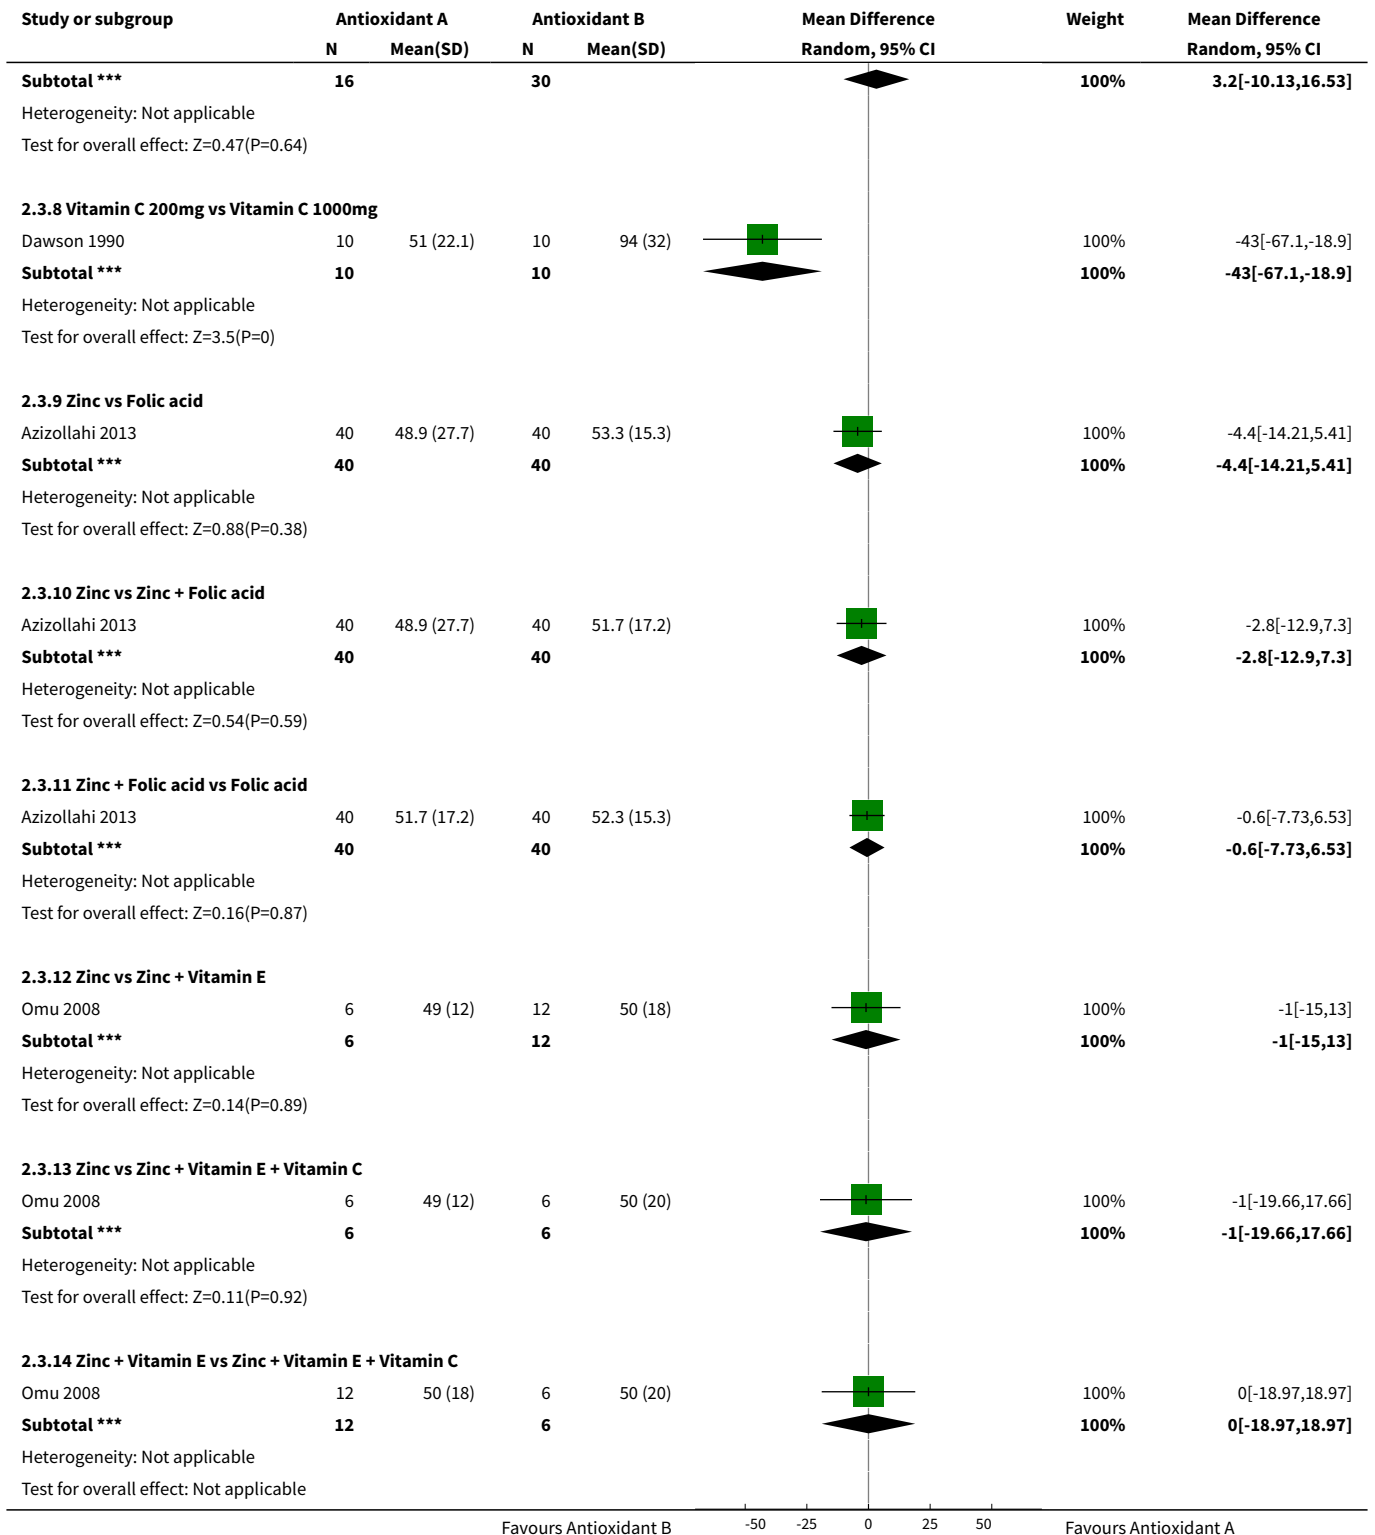 Study or subgroup Antioxidant A Antioxidant B Mean Difference Weight Mean Difference
N Mean(SD) N Mean(SD) Random, 95% CI Random, 95% CI
Subtotal *** 16 30 100% 3.2[-10.13,16.53]
Heterogeneity: Not applicable
Test for overall effect: Z=0.47(P=0.64)
2.3.8 Vitamin C 200mg vs Vitamin C 1000mg
Dawson 1990 10 51 (22.1) 10 94 (32) 100% -43[-67.1,-18.9]
Subtotal *** 10 10 100% -43[-67.1,-18.9]
Heterogeneity: Not applicable
Test for overall effect: Z=3.5(P=0)
2.3.9 Zinc vs Folic acid
Azizollahi 2013 40 48.9 (27.7) 40 53.3 (15.3) 100% -4.4[-14.21,5.41]
Subtotal *** 40 40 100% -4.4[-14.21,5.41]
Heterogeneity: Not applicable
Test for overall effect: Z=0.88(P=0.38)
2.3.10 Zinc vs Zinc + Folic acid
Azizollahi 2013 40 48.9 (27.7) 40 51.7 (17.2) 100% -2.8[-12.9,7.3]
Subtotal *** 40 40 100% -2.8[-12.9,7.3]
Heterogeneity: Not applicable
Test for overall effect: Z=0.54(P=0.59)
2.3.11 Zinc + Folic acid vs Folic acid
Azizollahi 2013 40 51.7 (17.2) 40 52.3 (15.3) 100% -0.6[-7.73,6.53]
Subtotal *** 40 40 100% -0.6[-7.73,6.53]
Heterogeneity: Not applicable
Test for overall effect: Z=0.16(P=0.87)
2.3.12 Zinc vs Zinc + Vitamin E
Omu 2008 6 49 (12) 12 50 (18) 100% -1[-15,13]
Subtotal *** 6 12 100% -1[-15,13]
Heterogeneity: Not applicable
Test for overall effect: Z=0.14(P=0.89)
2.3.13 Zinc vs Zinc + Vitamin E + Vitamin C
Omu 2008 6 49 (12) 6 50 (20) 100% -1[-19.66,17.66]
Subtotal *** 6 6 100% -1[-19.66,17.66]
Heterogeneity: Not applicable
Test for overall effect: Z=0.11(P=0.92)
2.3.14 Zinc + Vitamin E vs Zinc + Vitamin E + Vitamin C
Omu 2008 12 50 (18) 6 50 (20) 100% 0[-18.97,18.97]
Subtotal *** 12 6 100% 0[-18.97,18.97]
Heterogeneity: Not applicable
Test for overall effect: Not applicable
Favours Antioxidant B -50 -25 0 25 50 Favours Antioxidant A